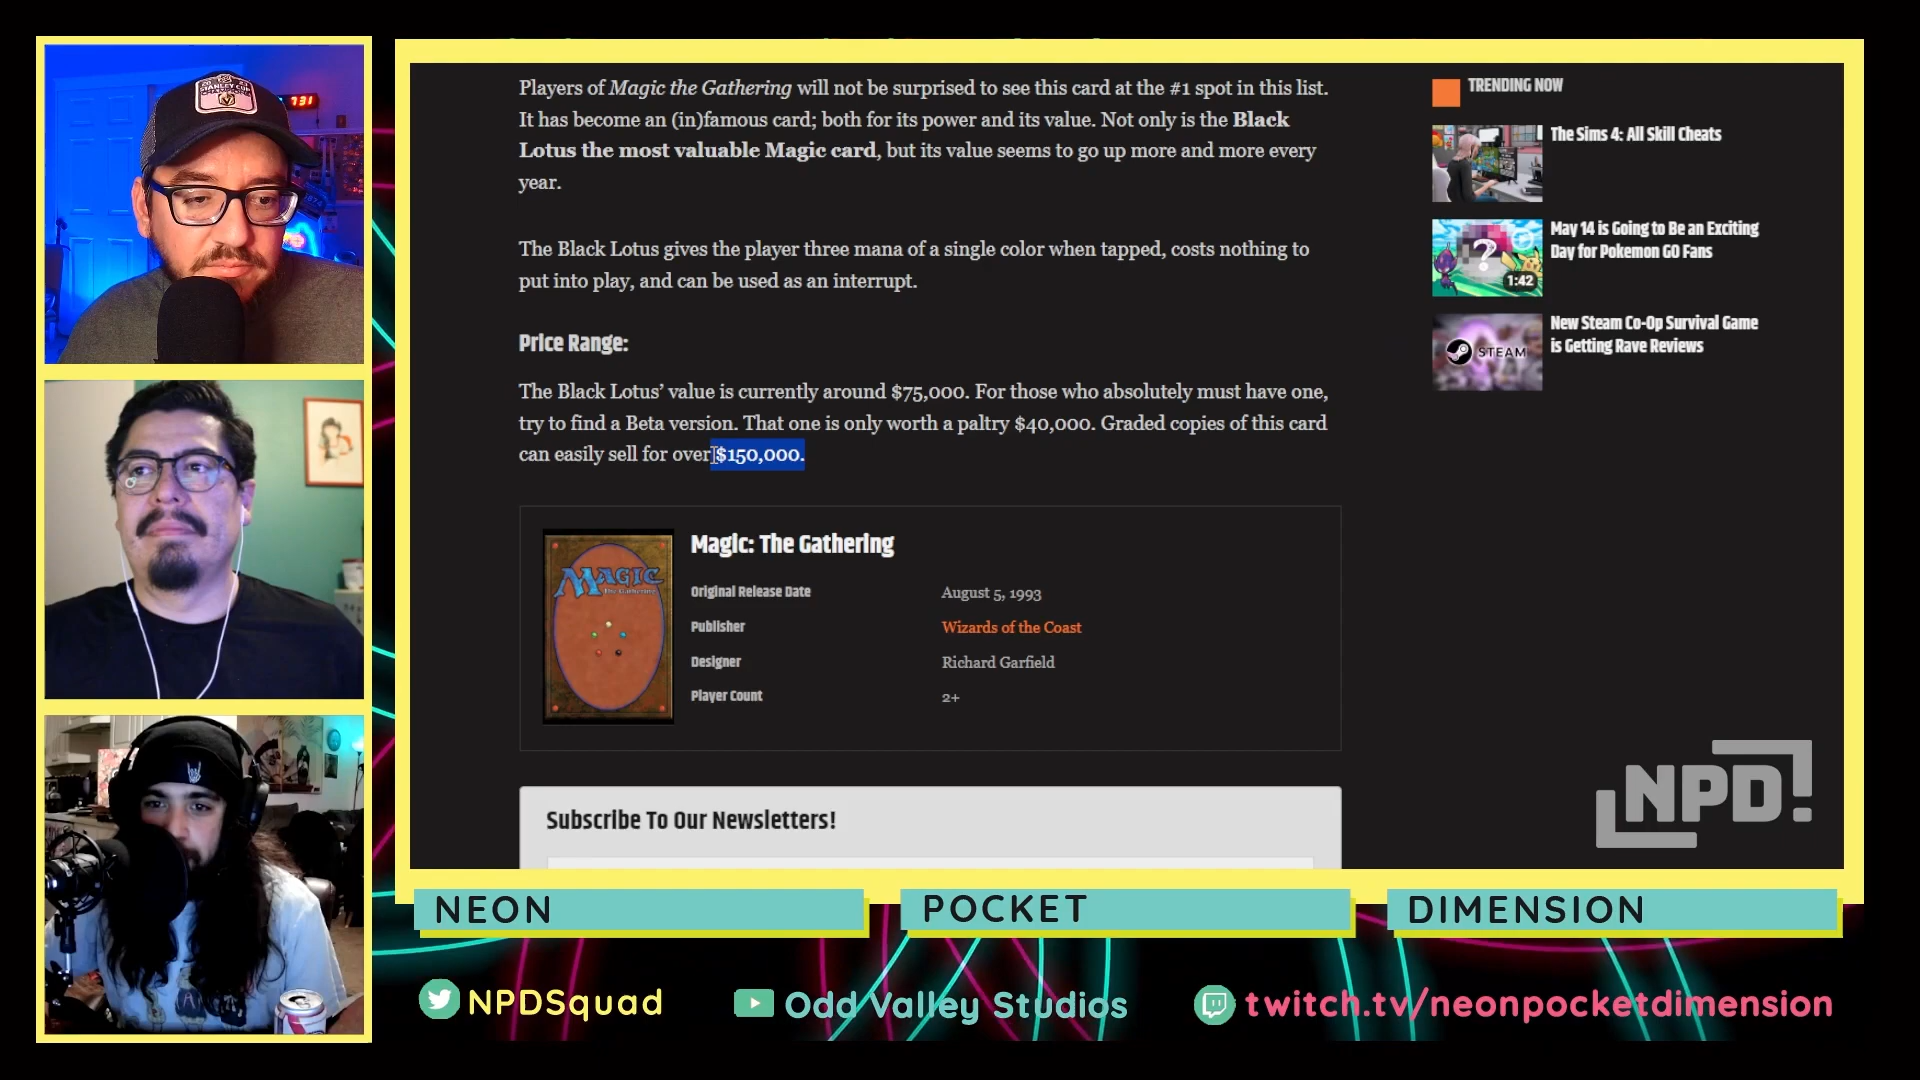 STANLEY CUP
731
Players of Magic the Gathering will not be surprised to see this card at the #1 spot in this list.
It has become an (in)famous card; both for its power and its value. Not only is the Black
Lotus the most valuable Magic card, but its value seems to go up more and more every
year.
The Black Lotus gives the player three mana of a single color when tapped, costs nothing to
put into play, and can be used as an interrupt.
Price Range:
The Black Lotus’ value is currently around $75,000. For those who absolutely must have one,
try to find a Beta version. That one is only worth a paltry $40,000. Graded copies of this card
can easily sell for over $150,000.
MAGIC
The Gathering
Magic: The Gathering
Original Release Date August 5, 1993
Publisher Wizards of the Coast
Designer Richard Garfield
Player Count 2+
Subscribe To Our Newsletters!
TRENDING NOW
The Sims 4: All Skill Cheats
?
1:42
May 14 is Going to Be an Exciting
Day for Pokemon GO Fans
STEAM
New Steam Co-Op Survival Game
is Getting Rave Reviews
NPD!
NEON
POCKET
DIMENSION
NPDSquad
Odd Valley Studios
twitch.tv/neonpocketdimension